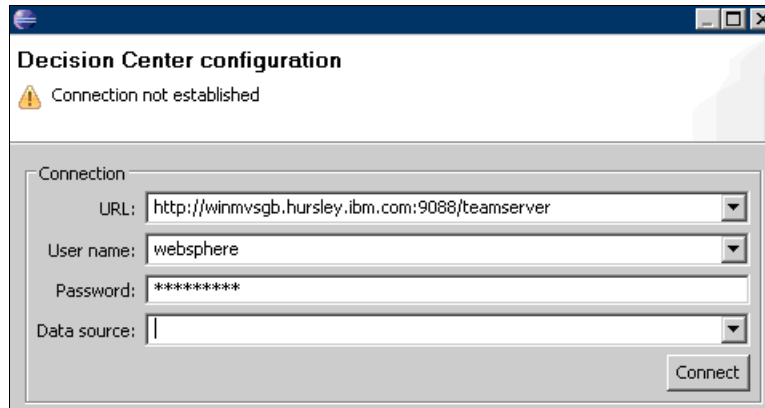 Decision Center configuration
Connection not established
Connection
URL: http://winmvsgb.hursley.ibm.com:9088/teamserver
User name: websphere
Password: *********
Data source:
Connect